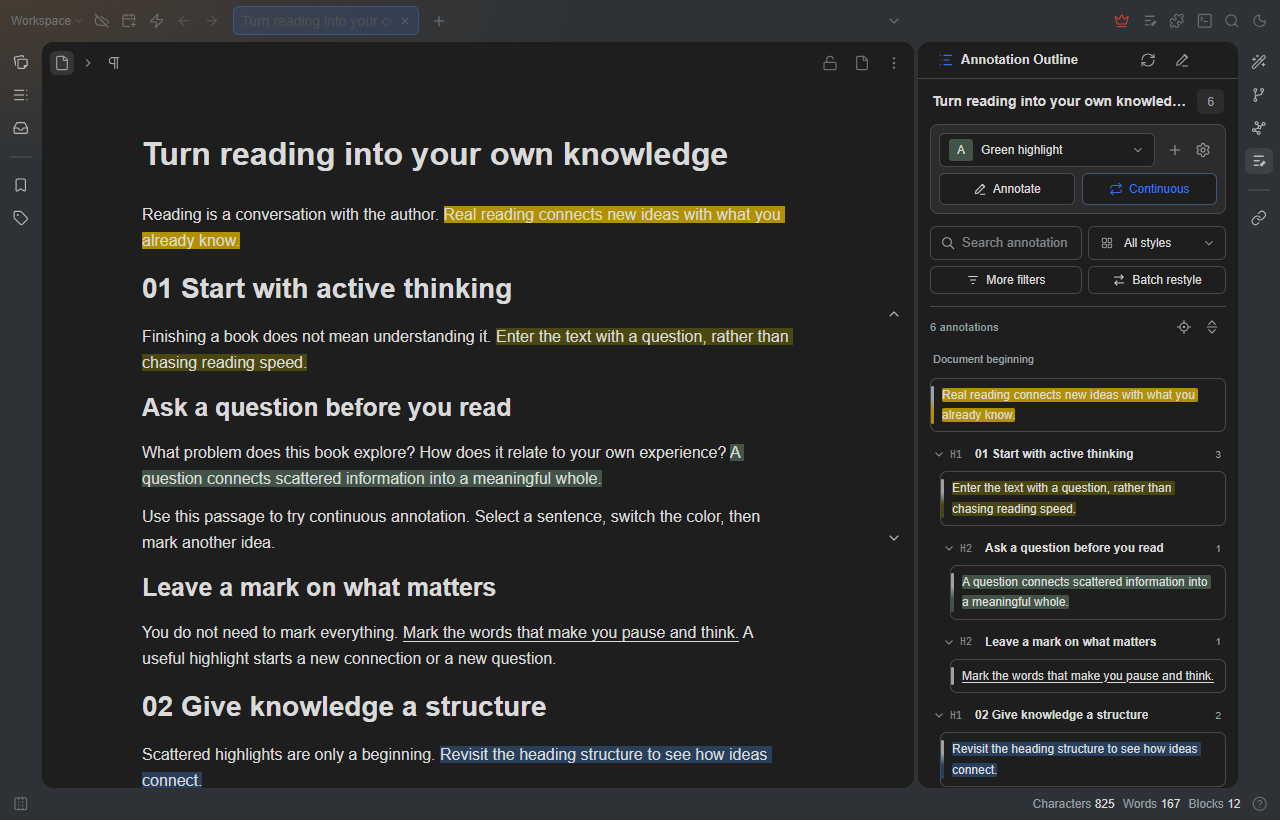 Workspace
Turn reading into your o
Turn reading into your own knowledge
Reading is a conversation with the author. Real reading connects new ideas with what you
already know.
01 Start with active thinking
Finishing a book does not mean understanding it. Enter the text with a question, rather than
chasing reading speed.
Ask a question before you read
What problem does this book explore? How does it relate to your own experience? A
question connects scattered information into a meaningful whole.
Use this passage to try continuous annotation. Select a sentence, switch the color, then
mark another idea.
Leave a mark on what matters
You do not need to mark everything. Mark the words that make you pause and think. A
useful highlight starts a new connection or a new question.
02 Give knowledge a structure
Scattered highlights are only a beginning. Revisit the heading structure to see how ideas
connect.
Annotation Outline
Turn reading into your own knowled... 6
A Green highlight
Annotate Continuous
Search annotation All styles
More filters Batch restyle
6 annotations
Document beginning
Real reading connects new ideas with what you
already know.
H1 01 Start with active thinking 3
Enter the text with a question, rather than
chasing reading speed.
H2 Ask a question before you read 1
A question connects scattered information into
a meaningful whole.
H2 Leave a mark on what matters 1
Mark the words that make you pause and think.
H1 02 Give knowledge a structure 2
Revisit the heading structure to see how ideas
connect.
Characters 825 Words 167 Blocks 12